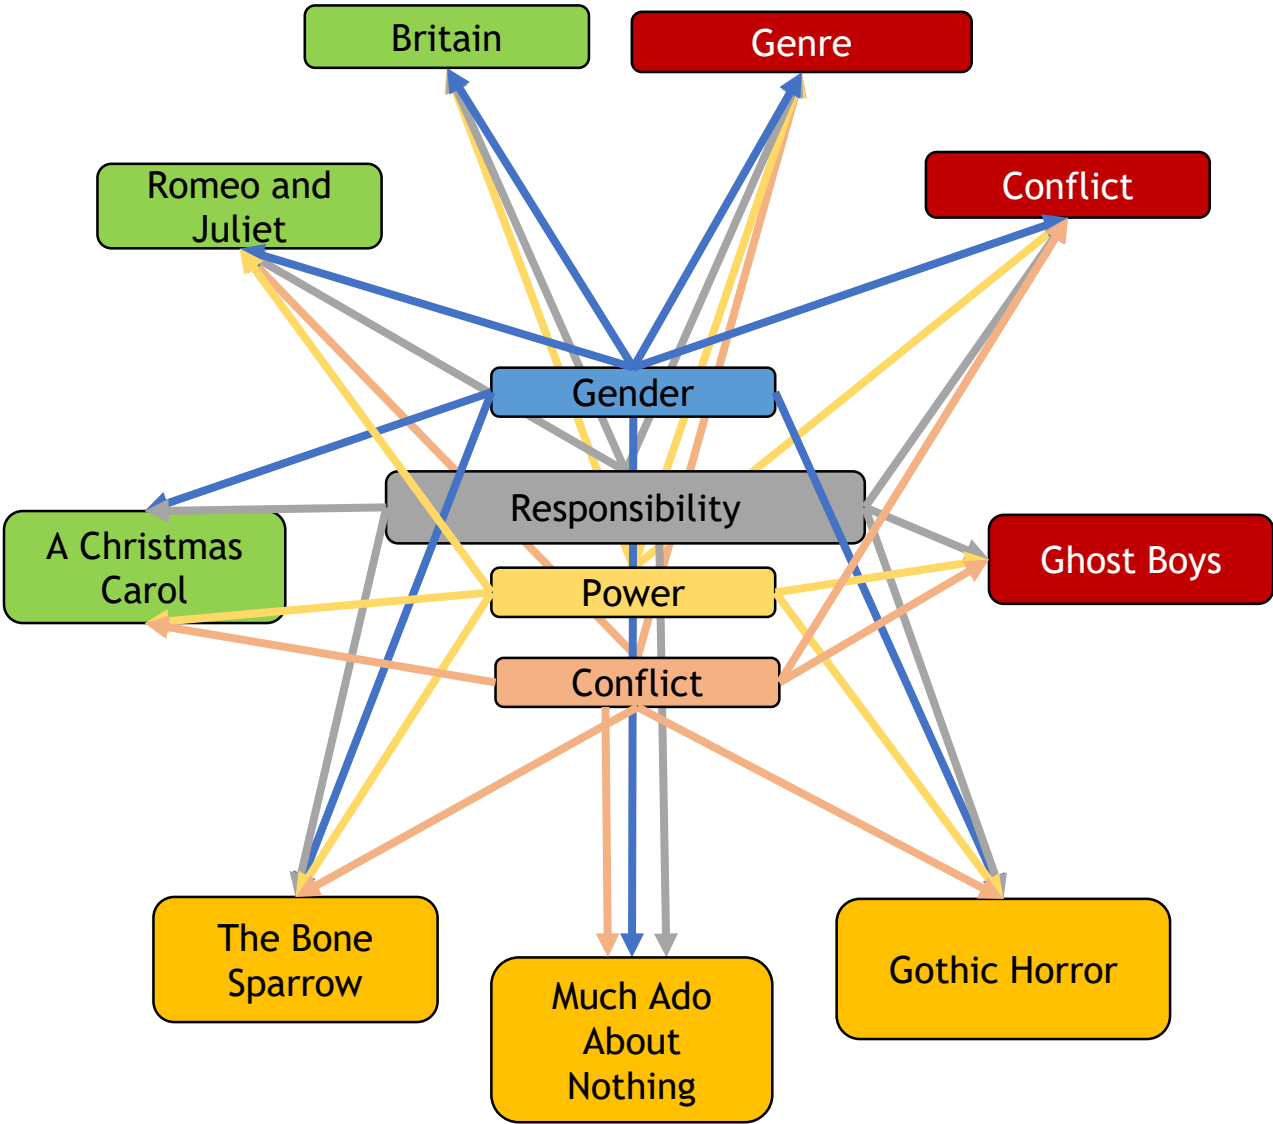 Britain
Genre
Romeo and
Juliet
Conflict
Gender
Responsibility
A Christmas
Carol
Ghost Boys
Power
Conflict
The Bone
Sparrow
Much Ado
About
Nothing
Gothic Horror